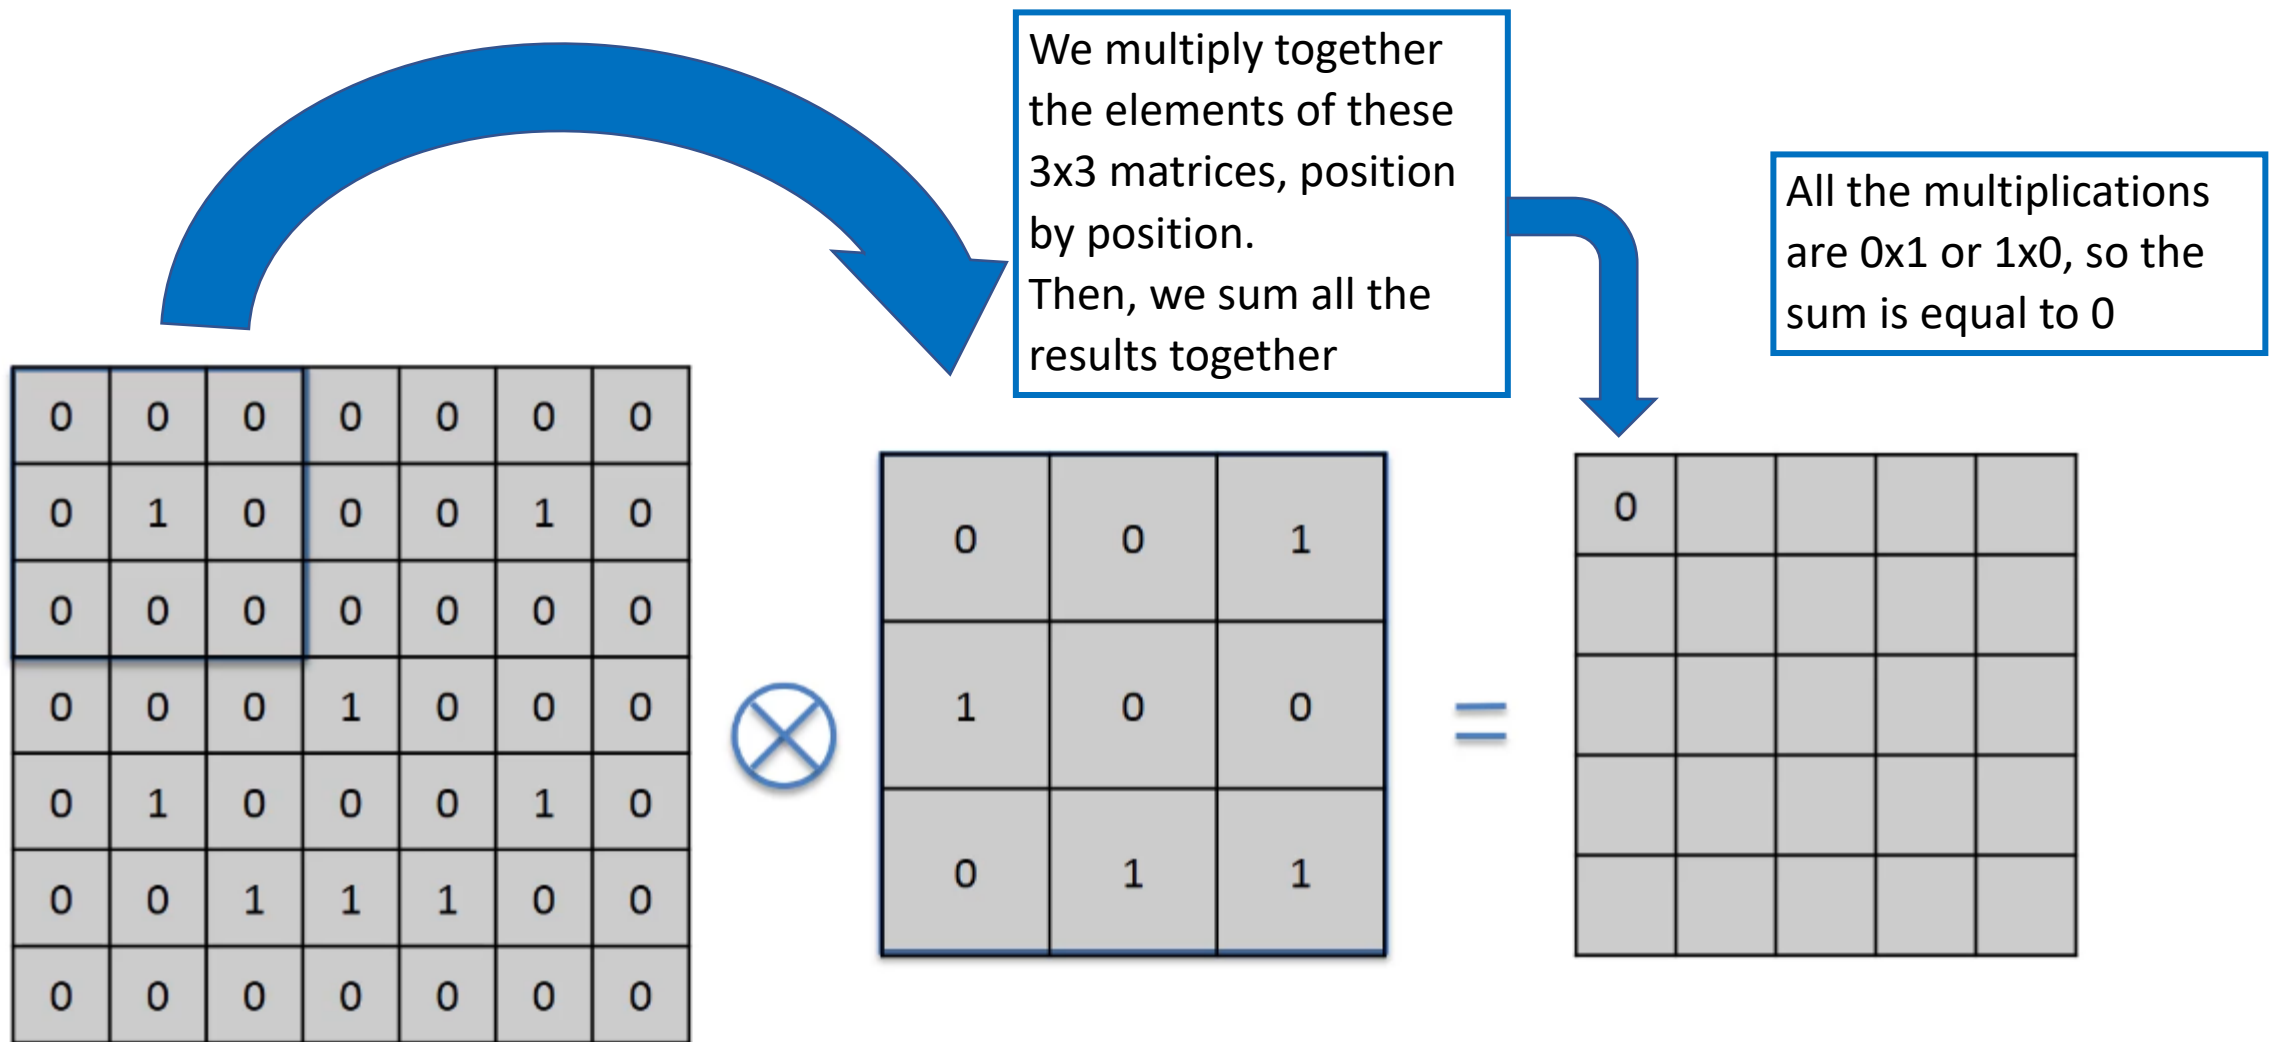 We multiply together
the elements of these
3x3 matrices, position
by position.
Then, we sum all the
results together
All the multiplications
are 0x1 or 1x0, so the
sum is equal to 0
0 0 0 0 0 0 0
0 1 0 0 0 1 0
0 0 0 0 0 0 0
0 0 0 1 0 0 0
0 1 0 0 0 1 0
0 0 1 1 1 0 0
0 0 0 0 0 0 0
0 0 1
1 0 0
0 1 1
=
0